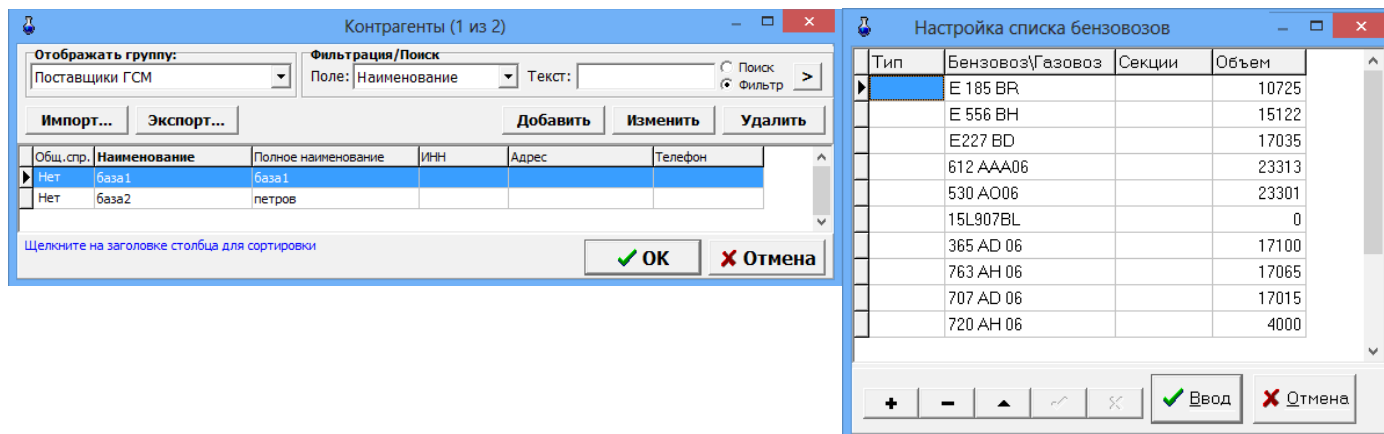 Контрагенты (1 из 2)
Отображать группу:
Поставщики ГСМ
Фильтрация/Поиск
Поле: Наименование Текст:
Поиск
Фильтр
>
Импорт... Экспорт... Добавить Изменить Удалить
Общ.спр. Наименование Полное наименование ИНН Адрес Телефон
Нет база1 база1
Нет база2 петров
Щелкните на заголовке столбца для сортировки
OK Отмена
Настройка списка бензовозов
Тип Бензовоз\Газовоз Секции Объем
E 185 BR 10725
E 556 BH 15122
E227 BD 17035
612 AAA06 23313
530 AO06 23301
15L907BL 0
365 AD 06 17100
763 AH 06 17065
707 AD 06 17015
720 AH 06 4000
Ввод Отмена